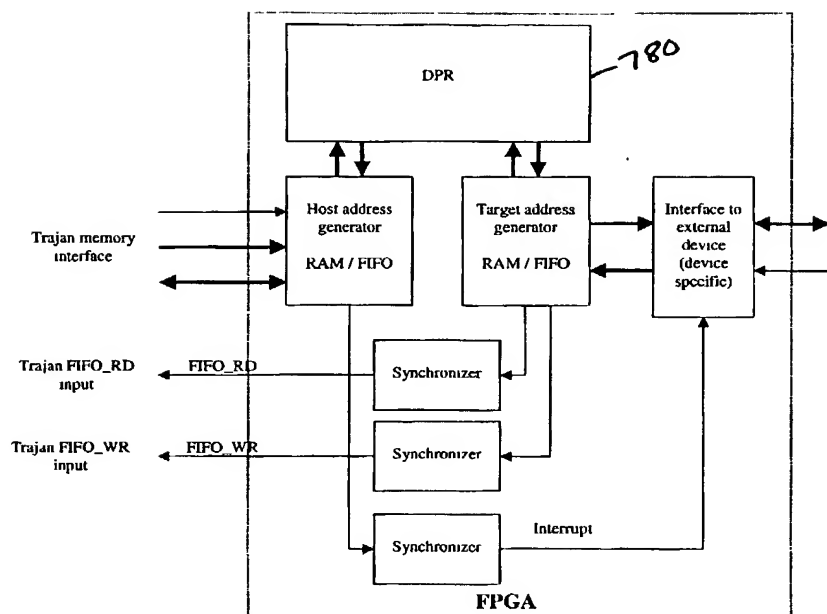 780
DPR
Host address
generator
RAM / FIFO
Target address
generator
RAM / FIFO
Interface to
external
device
(device
specific)
Trajan memory
interface
Trajan FIFO_RD
input
FIFO_RD
Synchronizer
Trajan FIFO_WR
input
FIFO_WR
Synchronizer
Synchronizer
Interrupt
FPGA